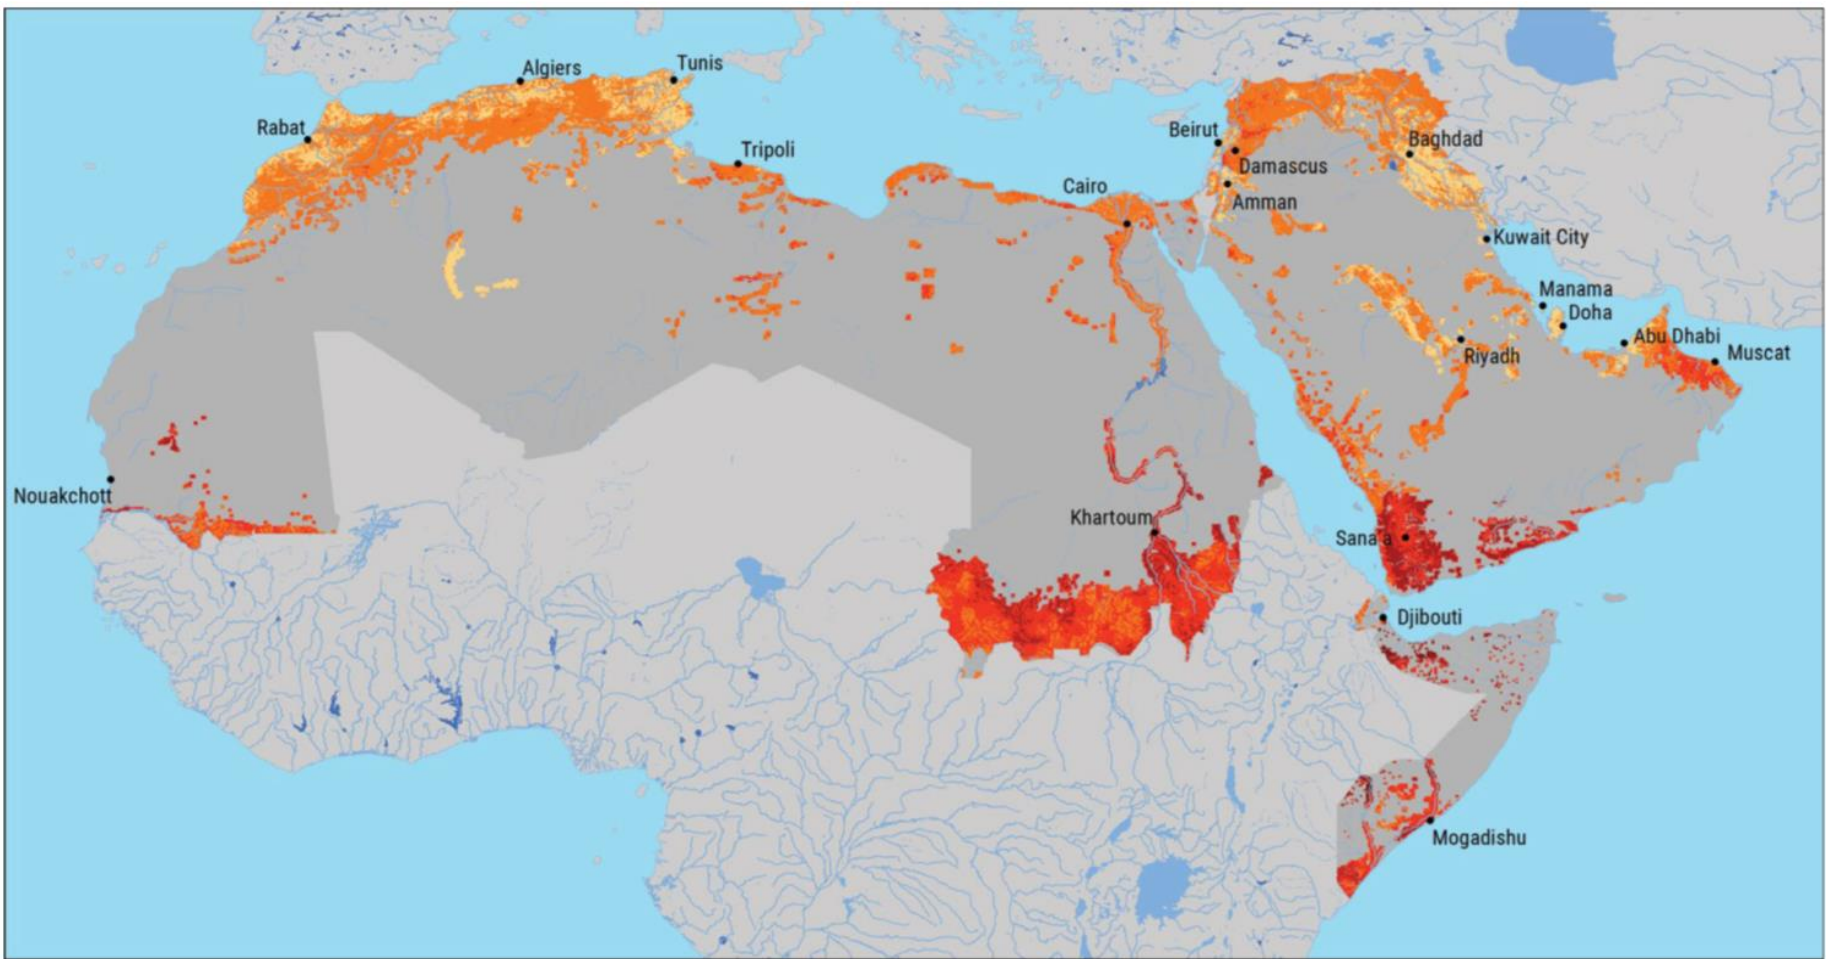 Algiers
Tunis
Rabat
Tripoli
Beirut
Damascus
Baghdad
Cairo
Amman
Kuwait City
Manama
Doha
Abu Dhabi
Muscat
Riyadh
Nouakchott
Khartoum
Sana'a
Djibouti
Mogadishu